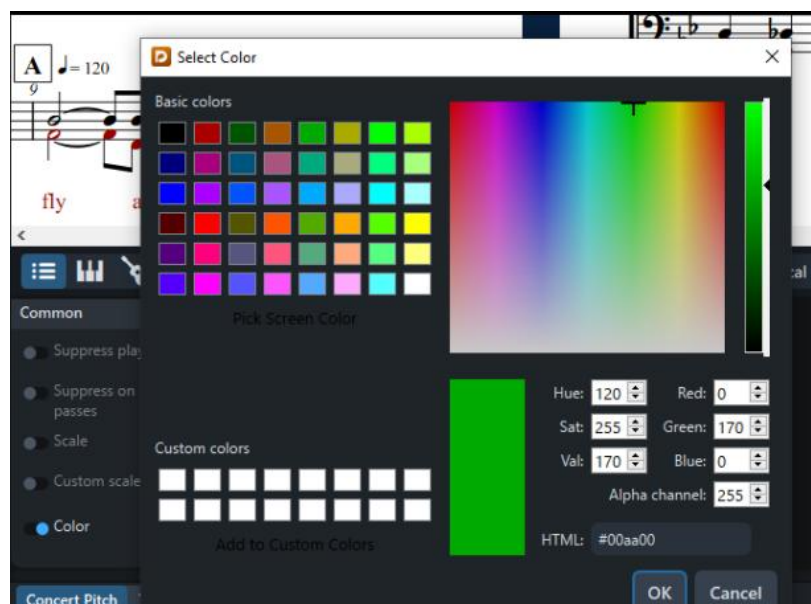 A
= 120
9
fly
Select Color
Basic colors
Pick Screen Color
Custom colors
Add to Custom Colors
Hue: 120
Red: 0
Sat: 255
Green: 170
Val: 170
Blue: 0
Alpha channel: 255
HTML: #00aa00
OK
Cancel
Common
Suppress play
Suppress on
passes
Scale
Custom scale
Color
Concert Pitch